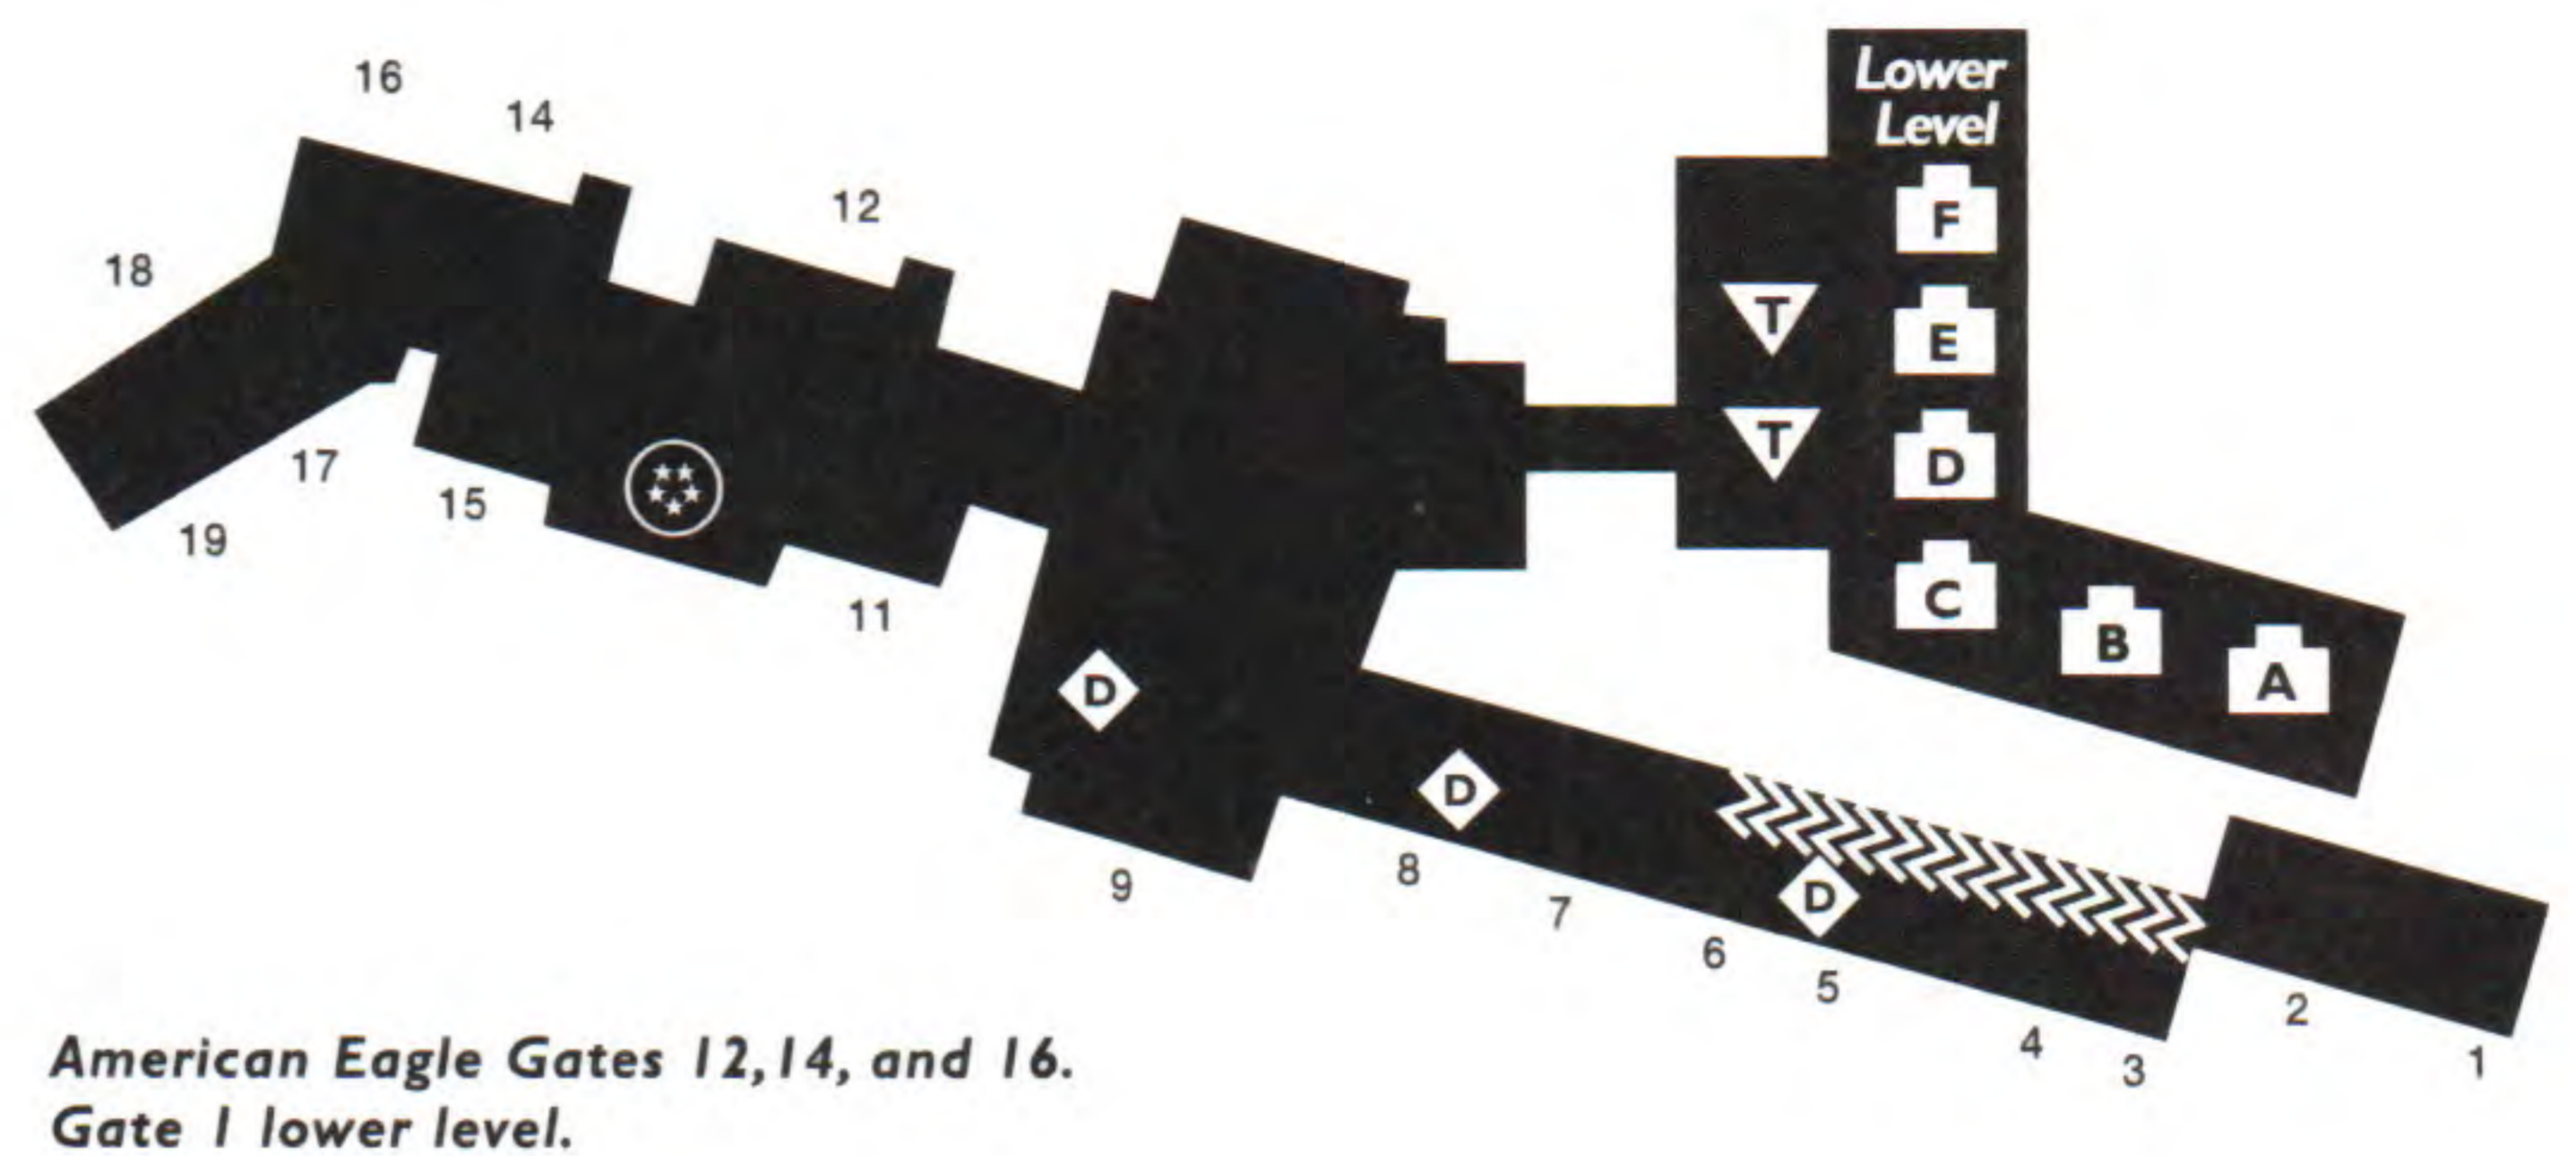 Lower
Level
16
14
12
18
F
T
E
T
D
17
15
19
C
11
B
A
D
D
9
8
7
D
6
5
2
4
3
1
American Eagle Gates 12, 14, and 16.
Gate 1 lower level.